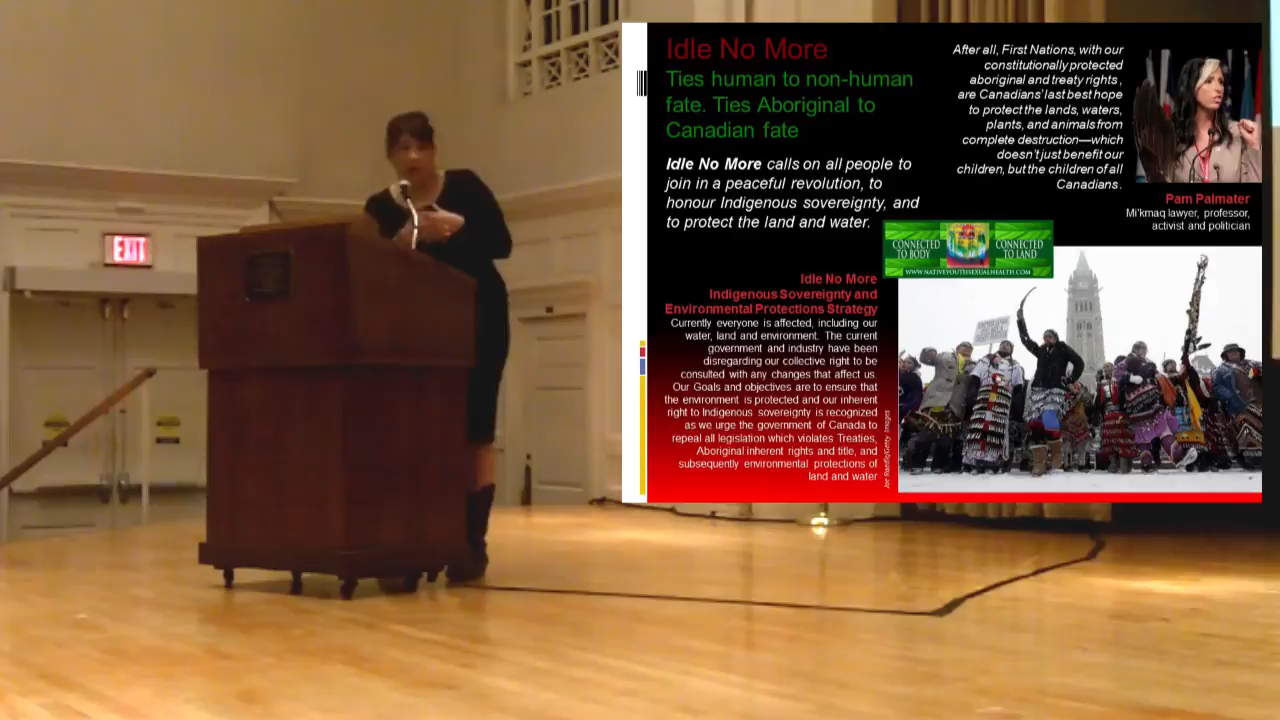 EXIT
Idle No More
Ties human to non-human
fate. Ties Aboriginal to
Canadian fate
Idle No More calls on all people to
join in a peaceful revolution, to
honour Indigenous sovereignty, and
to protect the land and water.
After all, First Nations, with our
constitutionally protected
aboriginal and treaty rights,
are Canadians' last best hope
to protect the lands, waters,
plants, and animals from
complete destruction—which
doesn't just benefit our
children, but the children of all
Canadians.
Pam Palmater
Mi'kmaq lawyer, professor,
activist and politician
CONNECTED
TO BODY
CONNECTED
TO LAND
WWW.NATIVEYOUTHSEXUALHEALTH.COM
Idle No More
Indigenous Sovereignty and
Environmental Protections Strategy
Currently everyone is affected, including our
water, land and environment. The current
government and industry have been
disregarding our collective right to be
consulted with any changes that affect us.
Our Goals and objectives are to ensure that
the environment is protected and our inherent
right to Indigenous sovereignty is recognized
as we urge the government of Canada to
repeal all legislation which violates Treaties,
Aboriginal inherent rights and title, and
subsequently environmental protections of
land and water